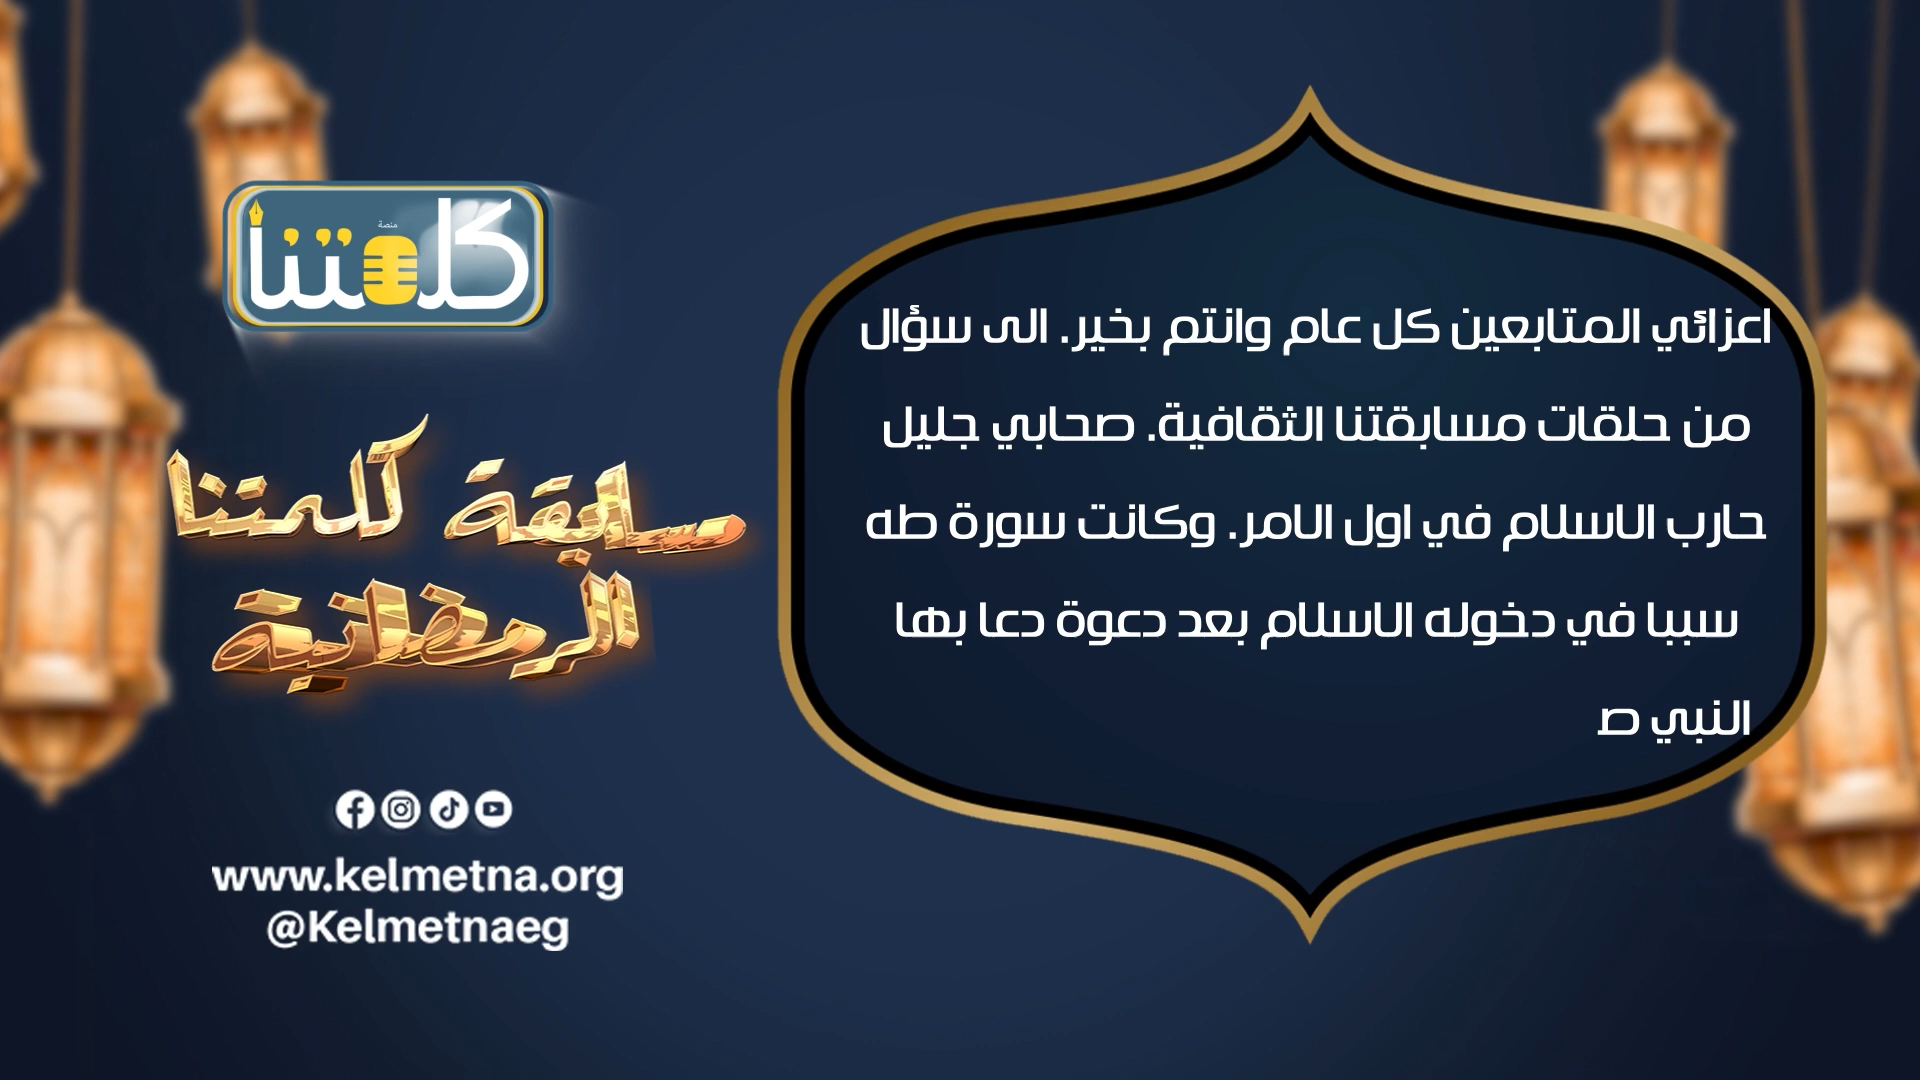 اعزائي المتابعين كل عام وانتم بخير. الى سؤال
من حلقات مسابقتنا الثقافية. صحابي جليل
حارب الاسلام في اول الامر. وكانت سورة طه
سببا في دخوله الاسلام بعد دعوة دعا بها
النبي ص
منصة
كلمتنا
مسابقة كلمتنا
الرمضانية
www.kelmetna.org
@Kelmetnaeg